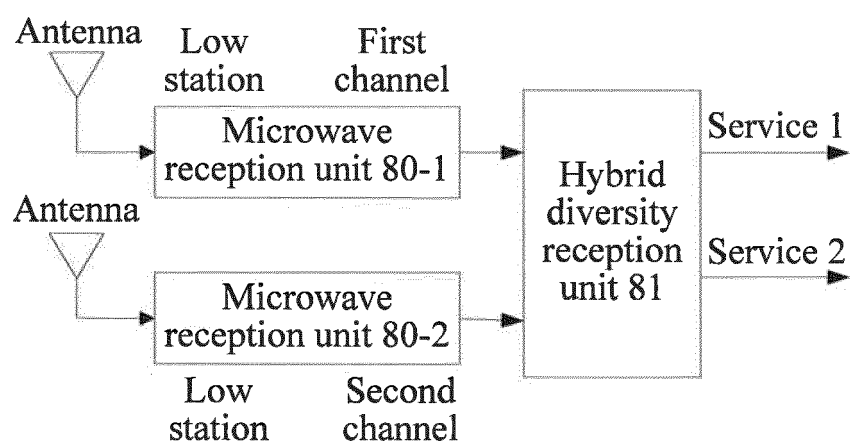 Antenna
Low
station
First
channel
Microwave
reception unit 80-1
Antenna
Microwave
reception unit 80-2
Low
station
Second
channel
Hybrid
diversity
reception
unit 81
Service 1
Service 2